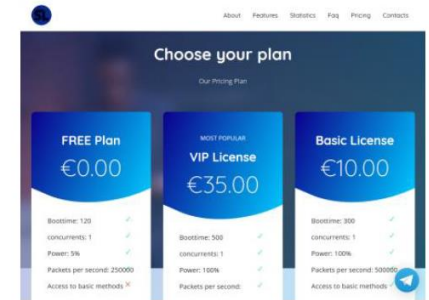 SL
About Features Statistics Faq Pricing Contacts
Choose your plan
Our Pricing Plan
FREE Plan
€0.00
Boottime: 120
concurrents: 1
Power: 5%
Packets per second: 250000
Access to basic methods
MOST POPULAR
VIP License
€35.00
Boottime: 500
concurrents: 1
Power: 100%
Packets per second:
Basic License
€10.00
Boottime: 300
concurrents: 1
Power: 100%
Packets per second: 500000
Access to basic methods